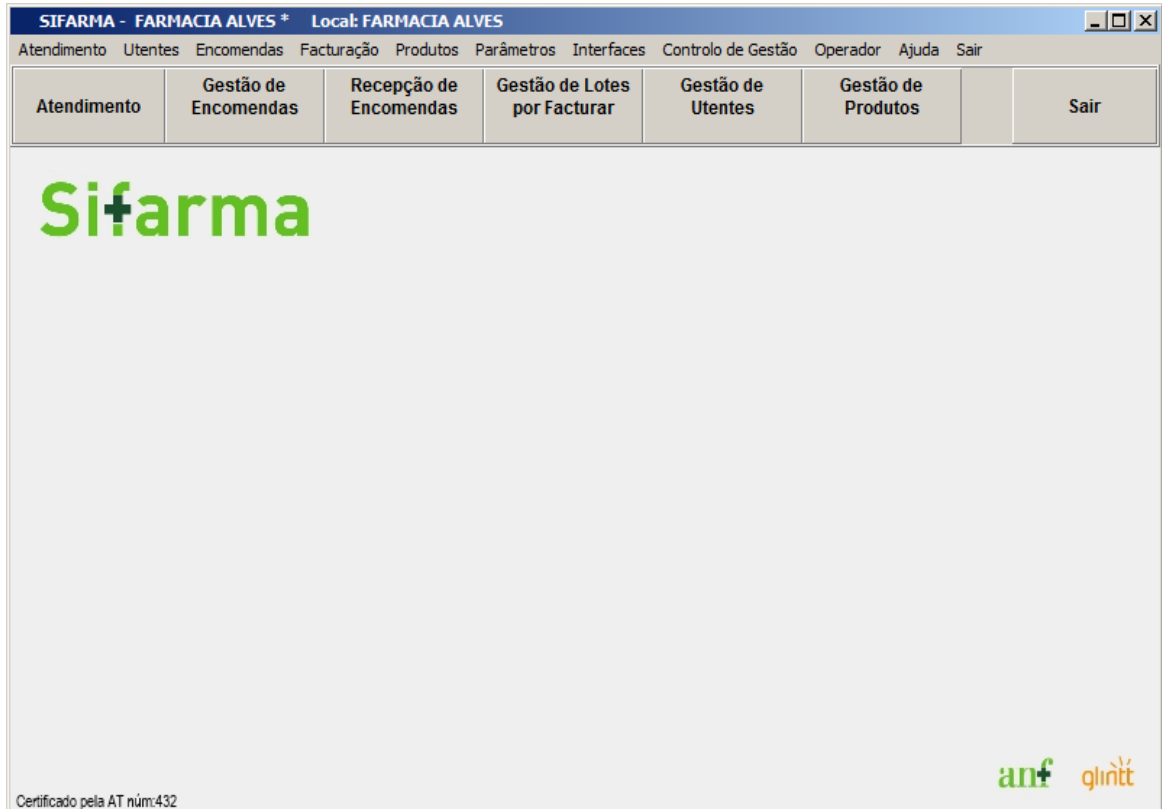 SIFARMA - FARMACIA ALVES * Local: FARMACIA ALVES
Atendimento Utentes Encomendas Facturação Produtos Parâmetros Interfaces Controlo de Gestão Operador Ajuda Sair
Atendimento
Gestão de
Encomendas
Recepção de
Encomendas
Gestão de Lotes
por Facturar
Gestão de
Utentes
Gestão de
Produtos
Sair
Sifarma
anf glintt
Certificado pela AT núm:432